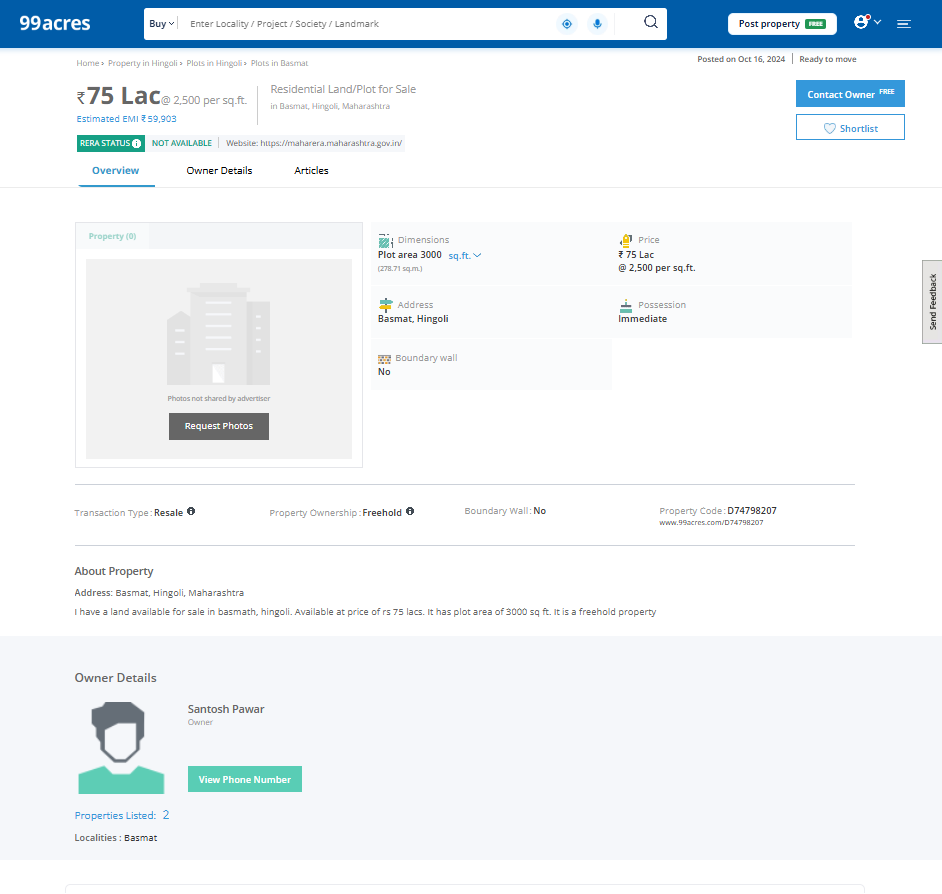 99acres
Buy
Enter Locality / Project / Society / Landmark
Post property FREE
Home › Property in Hingoli › Plots in Hingoli › Plots in Basmat
Posted on Oct 16, 2024 | Ready to move
₹75 Lac @ 2,500 per sq.ft.
Estimated EMI ₹59,903
Residential Land/Plot for Sale
in Basmat, Hingoli, Maharashtra
Contact Owner FREE
Shortlist
RERA STATUS NOT AVAILABLE | Website: https://maharera.maharashtra.gov.in/
Overview Owner Details Articles
Property (0)
Photos not shared by advertiser
Request Photos
Dimensions
Plot area 3000 sq.ft.
(278.71 sq.m.)
Price
₹ 75 Lac
@ 2,500 per sq.ft.
Address
Basmat, Hingoli
Possession
Immediate
Boundary wall
No
Send Feedback
Transaction Type : Resale
Property Ownership : Freehold
Boundary Wall : No
Property Code : D74798207
www.99acres.com/D74798207
About Property
Address: Basmat, Hingoli, Maharashtra
I have a land available for sale in basmath, hingoli. Available at price of rs 75 lacs. It has plot area of 3000 sq ft. It is a freehold property
Owner Details
Santosh Pawar
Owner
View Phone Number
Properties Listed: 2
Localities : Basmat